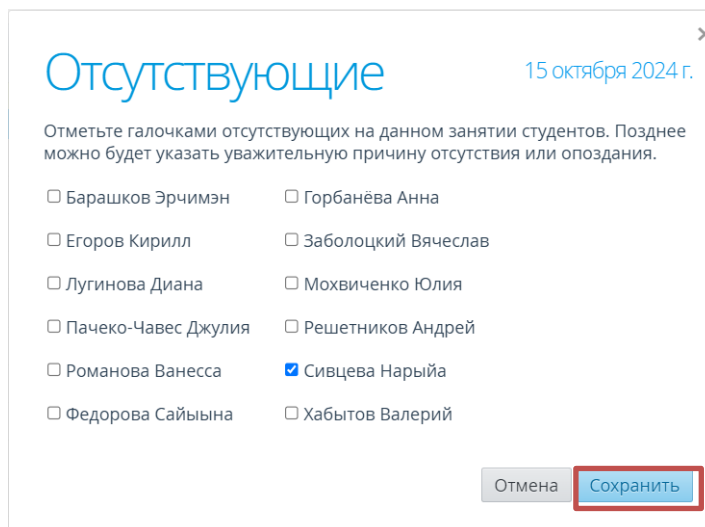 Отсутствующие
15 октября 2024 г.
Отметьте галочками отсутствующих на данном занятии студентов. Позднее
можно будет указать уважительную причину отсутствия или опоздания.
Барашков Эрчимэн
Горбанёва Анна
Егоров Кирилл
Заболоцкий Вячеслав
Лугинова Диана
Мохвиченко Юлия
Пачеко-Чавес Джулия
Решетников Андрей
Романова Ванесса
Сивцева Нарыйа
Федорова Сайыына
Хабытов Валерий
Отмена
Сохранить